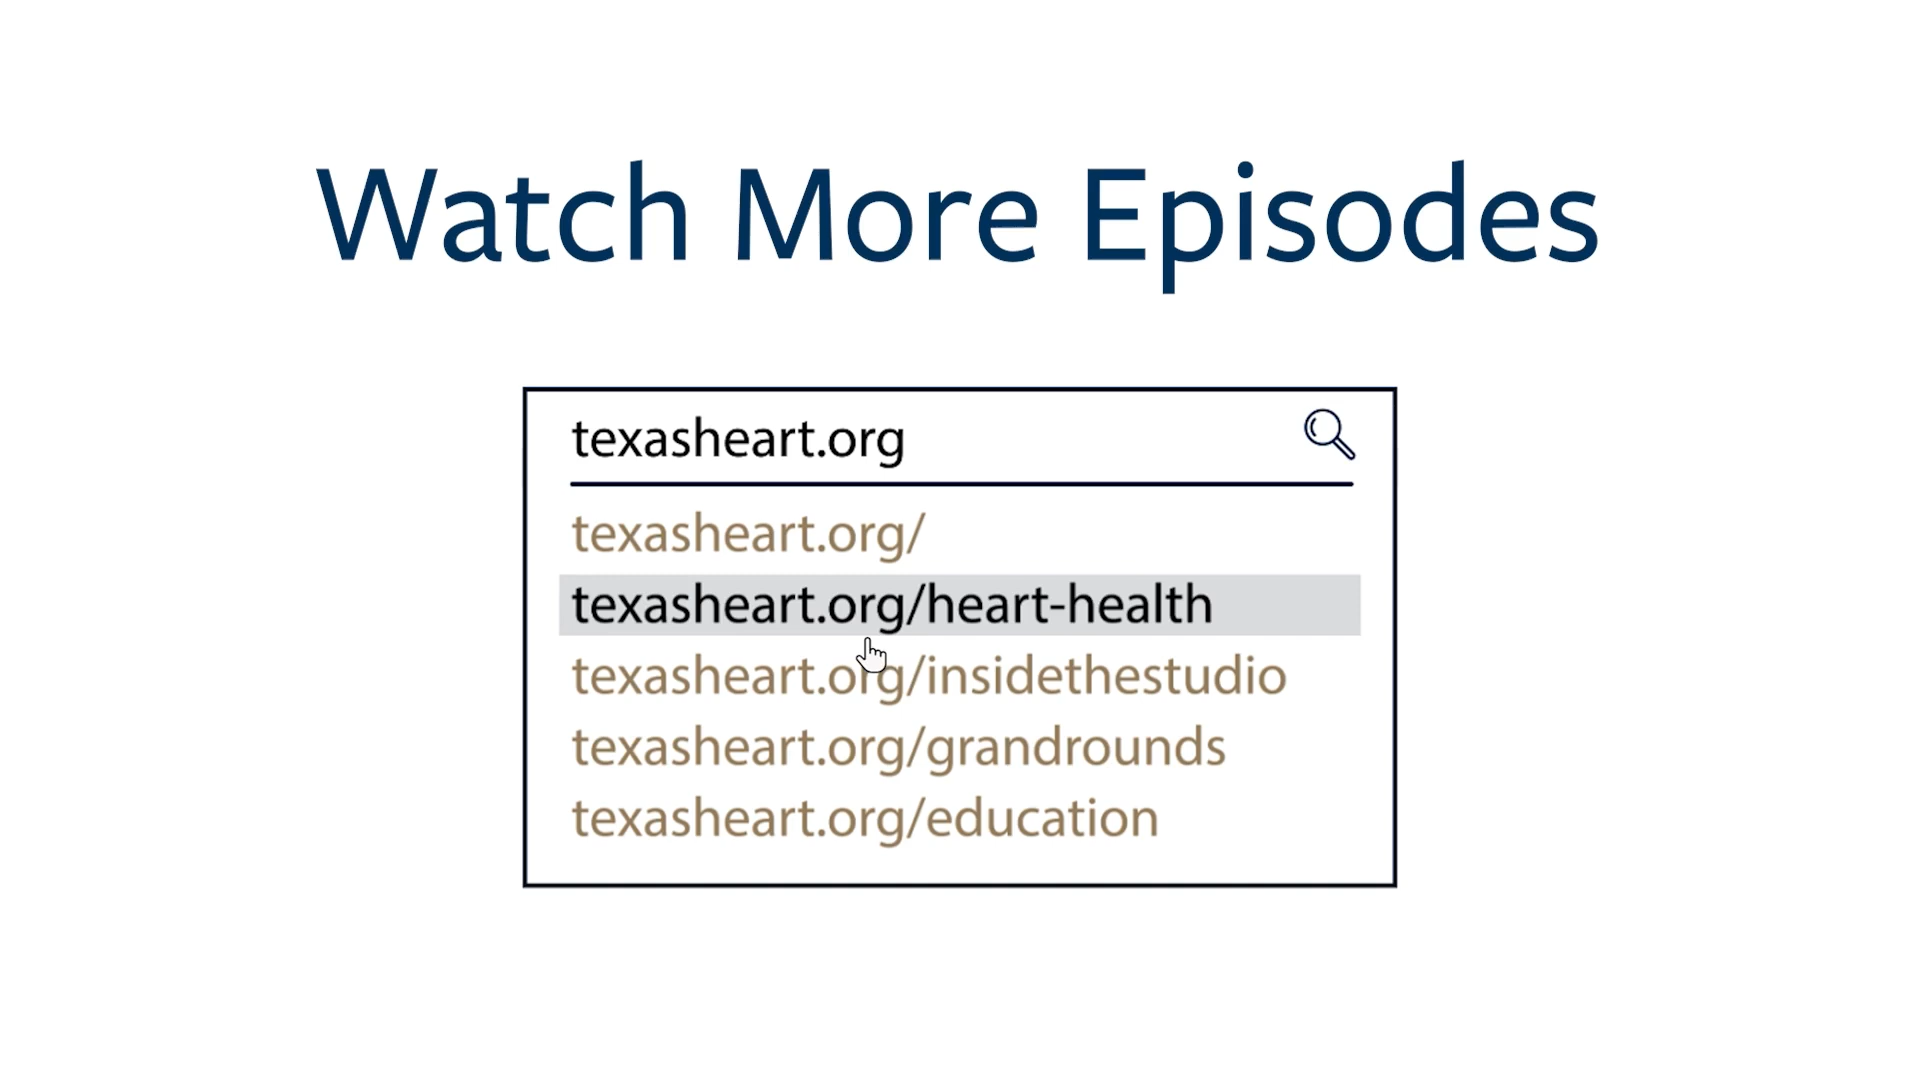 Watch More Episodes
texasheart.org
texasheart.org/
texasheart.org/heart-health
texasheart.org/insidethestudio
texasheart.org/grandrounds
texasheart.org/education